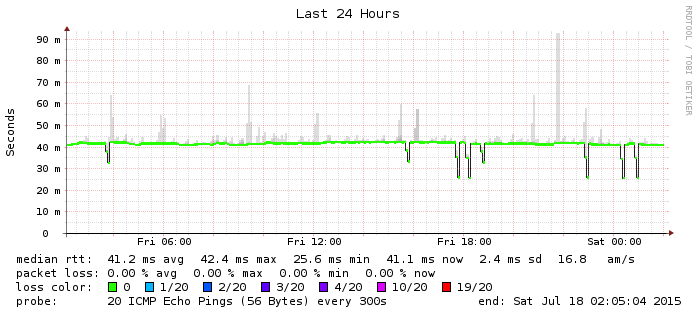 Last 24 Hours
RRDTOOL / TOBI OETIKER
Seconds
90 m
80 m
70 m
60 m
50 m
40 m
30 m
20 m
10 m
0
Fri 06:00 Fri 12:00 Fri 18:00 Sat 00:00
median rtt: 41.2 ms avg 42.4 ms max 25.6 ms min 41.1 ms now 2.4 ms sd 16.8 am/s
packet loss: 0.00 % avg 0.00 % max 0.00 % min 0.00 % now
loss color: 0 1/20 2/20 3/20 4/20 10/20 19/20
probe: 20 ICMP Echo Pings (56 Bytes) every 300s end: Sat Jul 18 02:05:04 2015